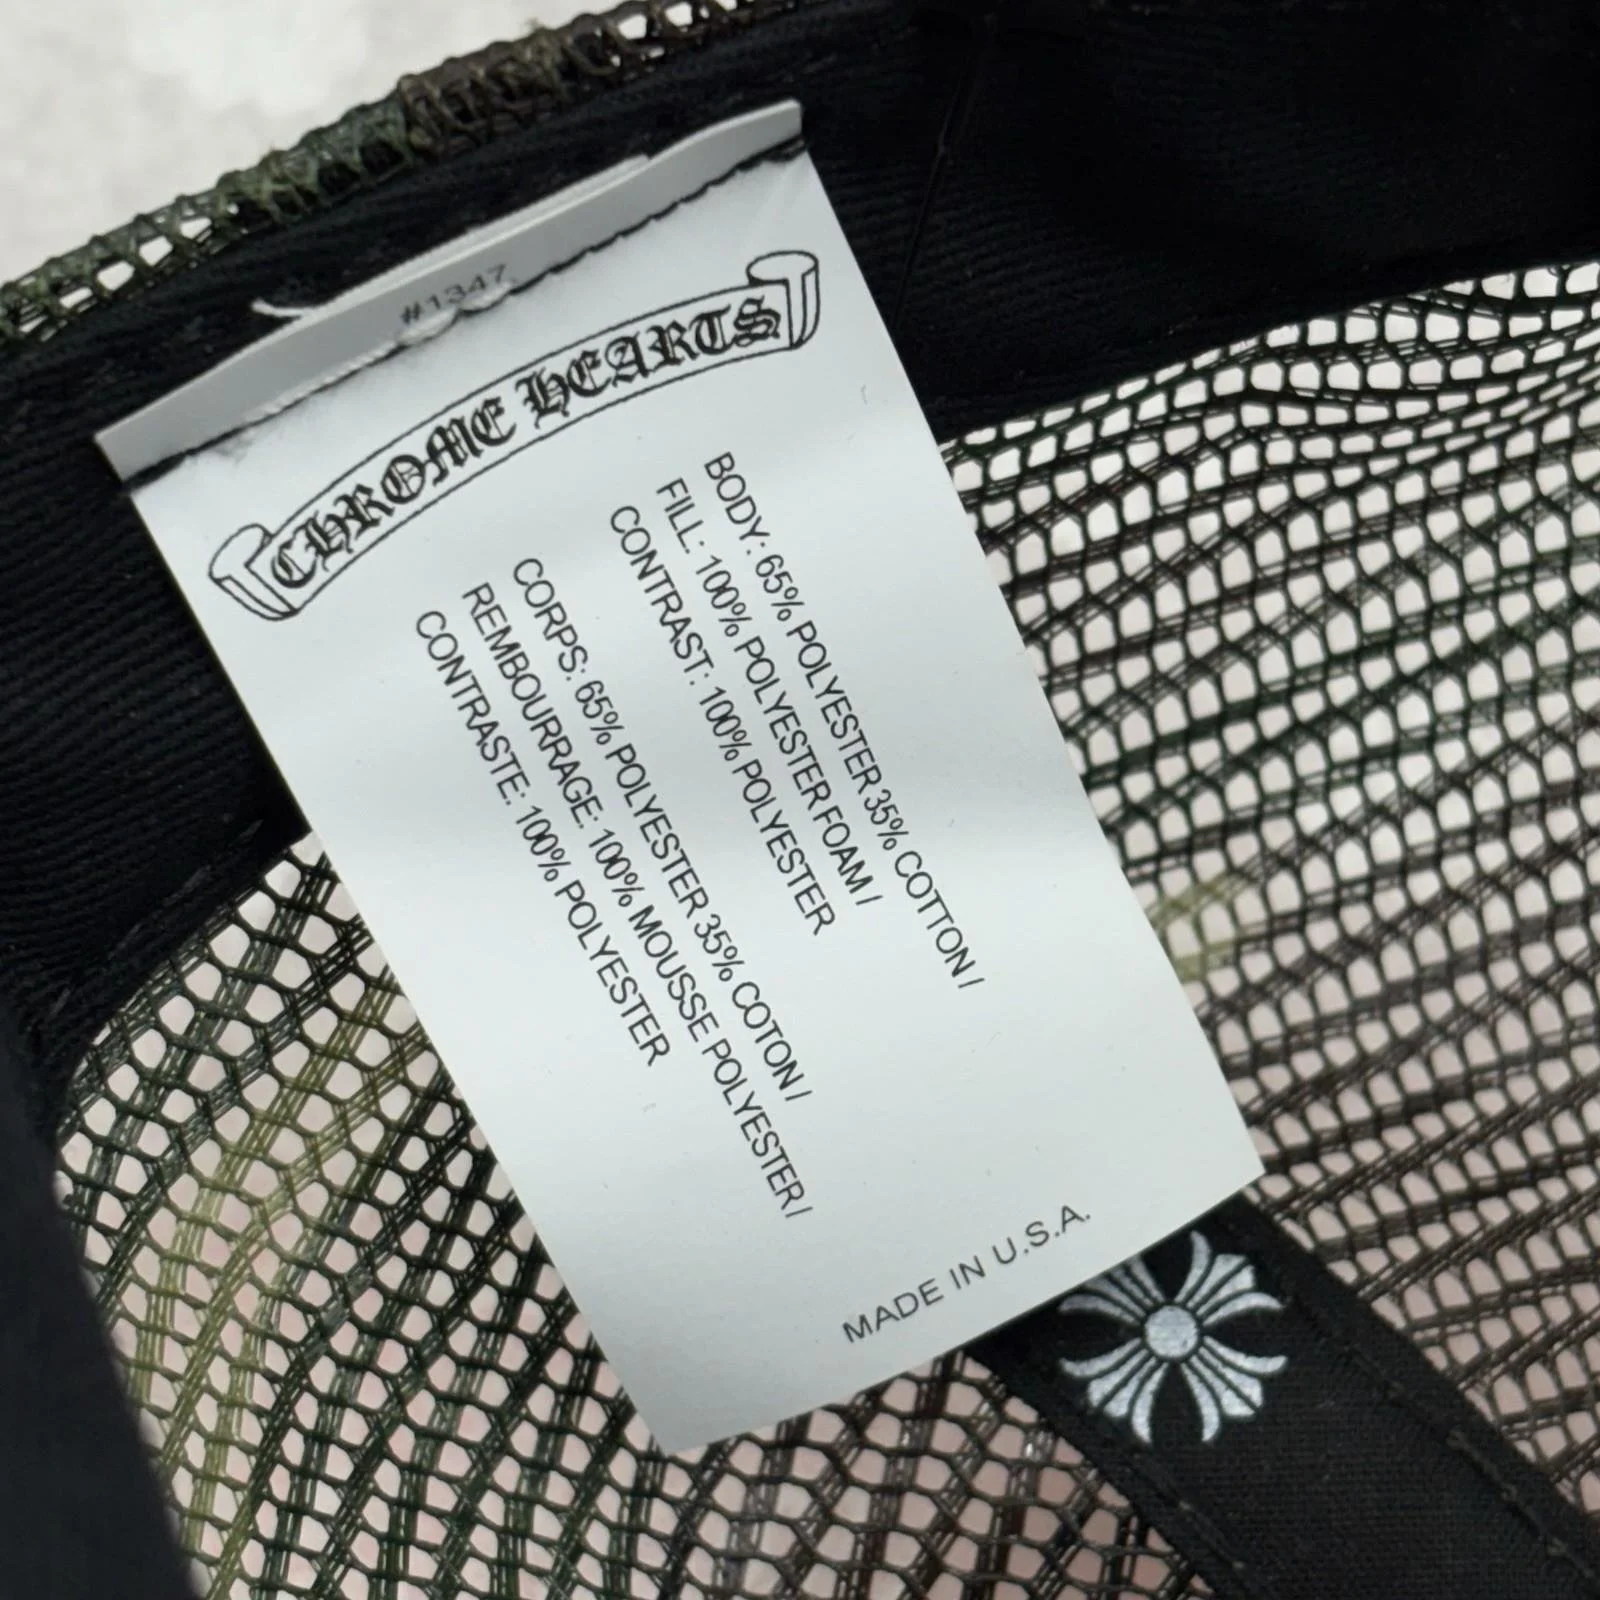 #1347
CHROME HEARTS
BODY: 65% POLYESTER 35% COTTON /
FILL: 100% POLYESTER FOAM /
CONTRAST: 100% POLYESTER
CORPS: 65% POLYESTER 35% COTON /
REMBOURRAGE: 100% MOUSSE POLYESTER /
CONTRASTE: 100% POLYESTER
MADE IN U.S.A.